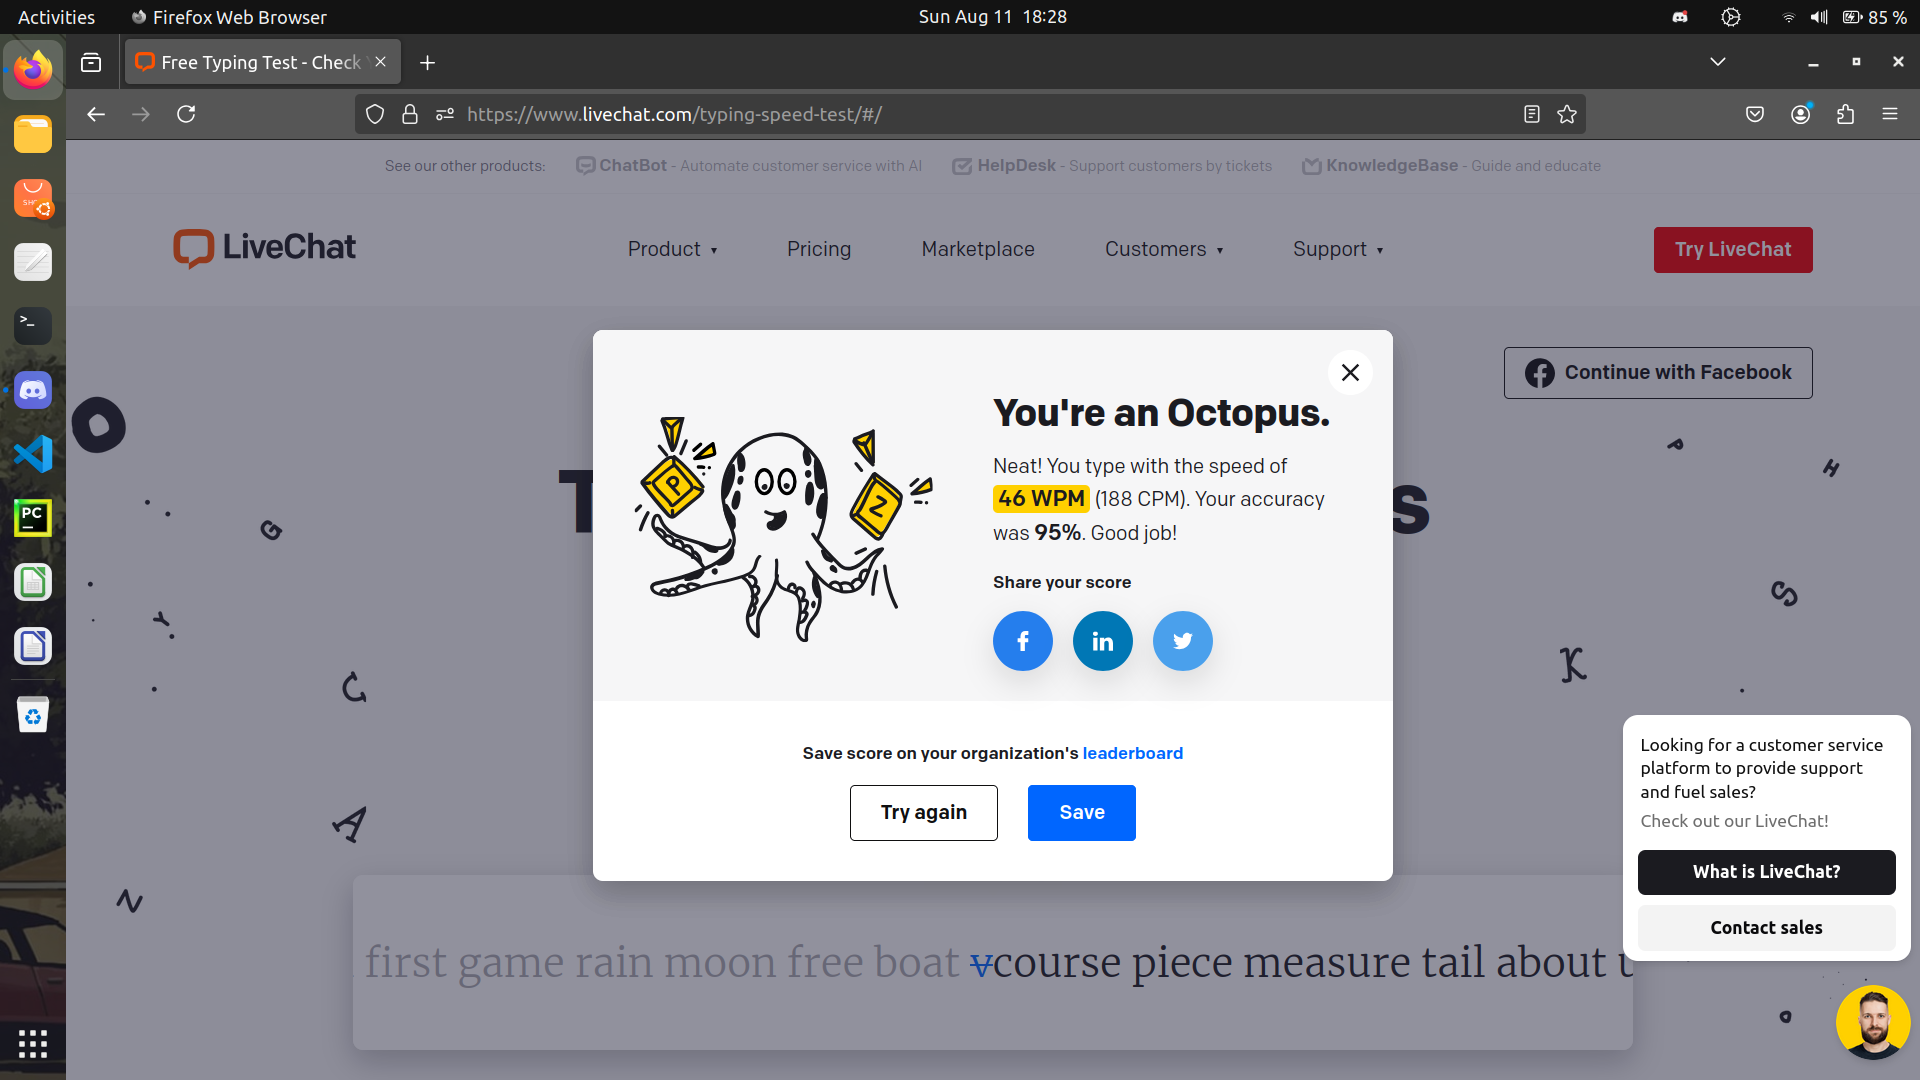 Activities
Firefox Web Browser
Sun Aug 11 18:28
85 %
Free Typing Test - Check
https://www.livechat.com/typing-speed-test/#/
See our other products:
ChatBot - Automate customer service with AI
HelpDesk - Support customers by tickets
KnowledgeBase - Guide and educate
LiveChat
Product
Pricing
Marketplace
Customers
Support
Try LiveChat
Continue with Facebook
You're an Octopus.
Neat! You type with the speed of
46 WPM (188 CPM). Your accuracy
was 95%. Good job!
Share your score
Save score on your organization's leaderboard
Try again
Save
P
Z
T
s
G
Y
C
A
N
P
H
S
K
first game rain moon free boat vcourse piece measure tail about u
Looking for a customer service
platform to provide support
and fuel sales?
Check out our LiveChat!
What is LiveChat?
Contact sales
PC